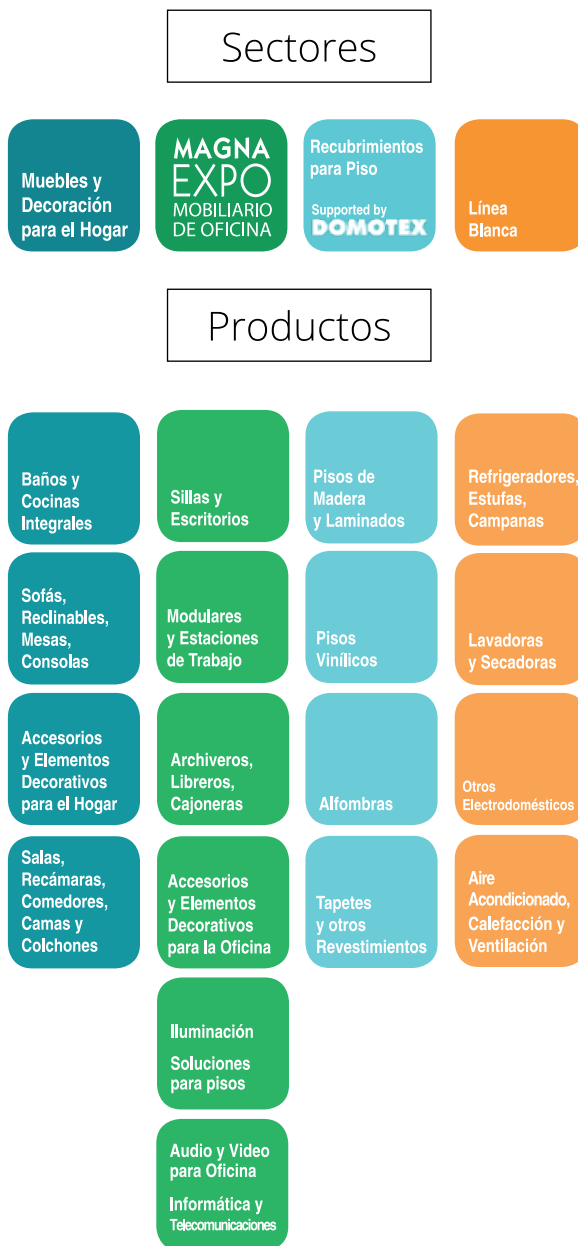 Sectores
Muebles y
Decoración
para el Hogar
MAGNA
EXPO
MOBILIARIO
DE OFICINA
Recubrimientos
para Piso
Supported by
DOMOTEX
Línea
Blanca
Productos
Baños y
Cocinas
Integrales
Sillas y
Escritorios
Pisos de
Madera
y Laminados
Refrigeradores,
Estufas,
Campanas
Sofás,
Reclinables,
Mesas,
Consolas
Modulares
y Estaciones
de Trabajo
Pisos
Vinílicos
Lavadoras
y Secadoras
Accesorios
y Elementos
Decorativos
para el Hogar
Archiveros,
Libreros,
Cajoneras
Alfombras
Otros
Electrodomésticos
Salas,
Recámaras,
Comedores,
Camas y
Colchones
Accesorios
y Elementos
Decorativos
para la Oficina
Tapetes
y otros
Revestimientos
Aire
Acondicionado,
Calefacción y
Ventilación
Iluminación
Soluciones
para pisos
Audio y Video
para Oficina
Informática y
Telecomunicaciones